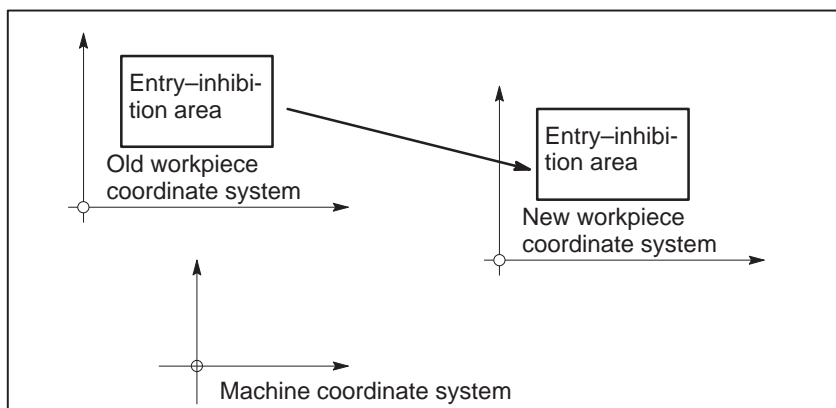 Entry–inhibi-
tion area
Old workpiece
coordinate system
Entry–inhibi-
tion area
New workpiece
coordinate system
Machine coordinate system